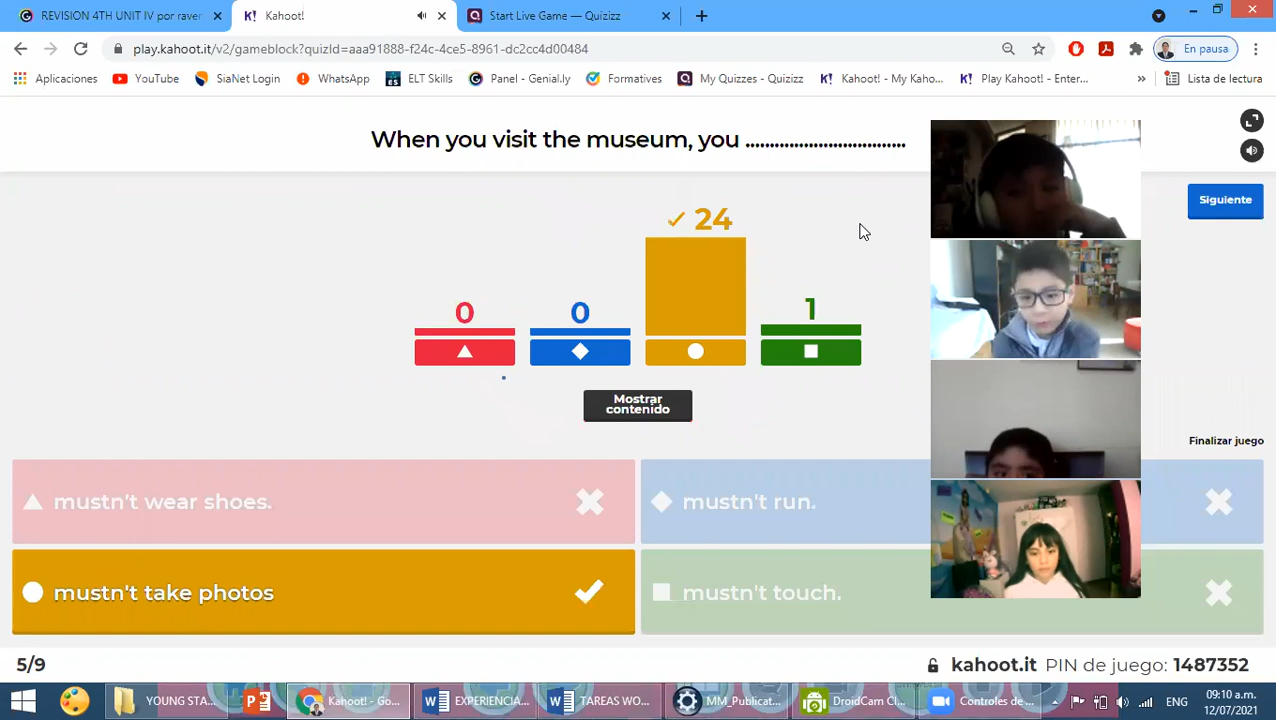 REVISION 4TH UNIT IV por raver
Kahoot!
Start Live Game — Quizizz
play.kahoot.it/v2/gameblock?quizId=aaa91888-f24c-4ce5-8961-dc2cc4d00484
En pausa
Aplicaciones
YouTube
SiaNet Login
WhatsApp
ELT Skills
Panel - Genial.ly
Formatives
My Quizzes - Quizizz
Kahoot! - My Kaho...
Play Kahoot! - Enter...
»
Lista de lectura
When you visit the museum, you .................................
Siguiente
0
0
24
1
Mostrar
contenido
Finalizar juego
mustn't wear shoes.
mustn't run.
mustn't take photos
mustn't touch.
5/9
kahoot.it PIN de juego: 1487352
YOUNG STA...
Kahoot! - Go...
EXPERIENCIA...
TAREAS WO...
MM_Publicat...
DroidCam Cl...
Controles de ...
ENG
09:10 a.m.
12/07/2021